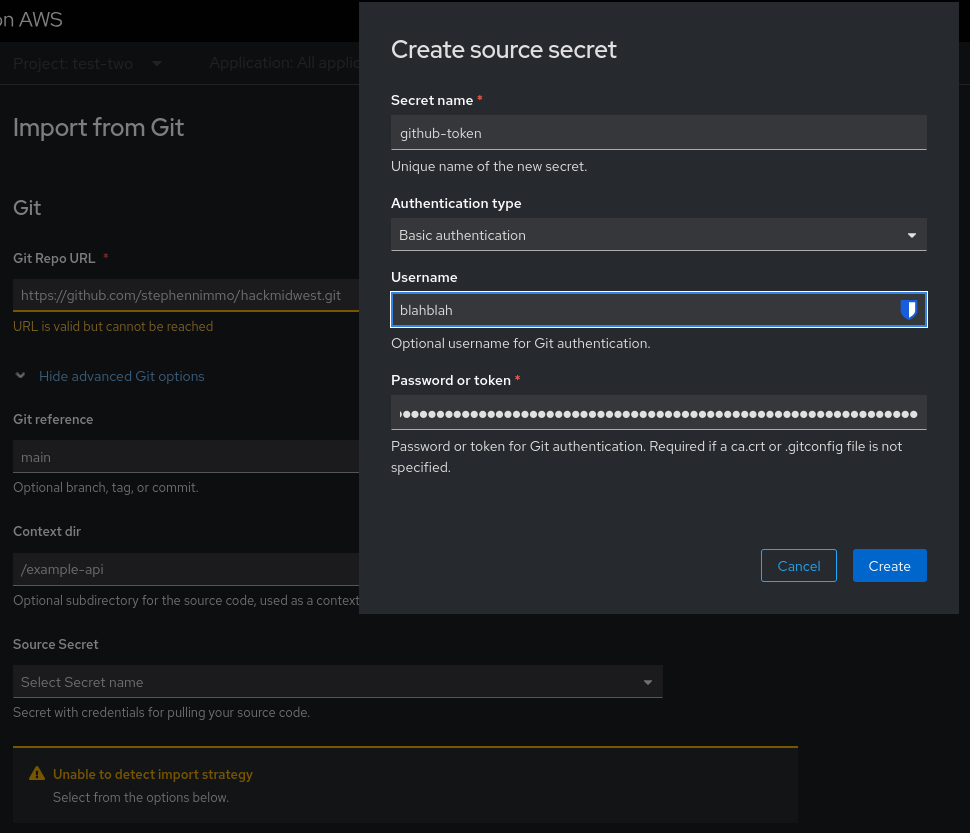 on AWS
Project: test-two
Application: All applic
Import from Git
Git
Git Repo URL *
https://github.com/stephennimmo/hackmidwest.git
URL is valid but cannot be reached
Hide advanced Git options
Git reference
main
Optional branch, tag, or commit.
Context dir
/example-api
Optional subdirectory for the source code, used as a context
Source Secret
Select Secret name
Secret with credentials for pulling your source code.
Unable to detect import strategy
Select from the options below.
Create source secret
Secret name *
github-token
Unique name of the new secret.
Authentication type
Basic authentication
Username
blahblah
Optional username for Git authentication.
Password or token *
Password or token for Git authentication. Required if a ca.crt or .gitconfig file is not
specified.
Cancel
Create